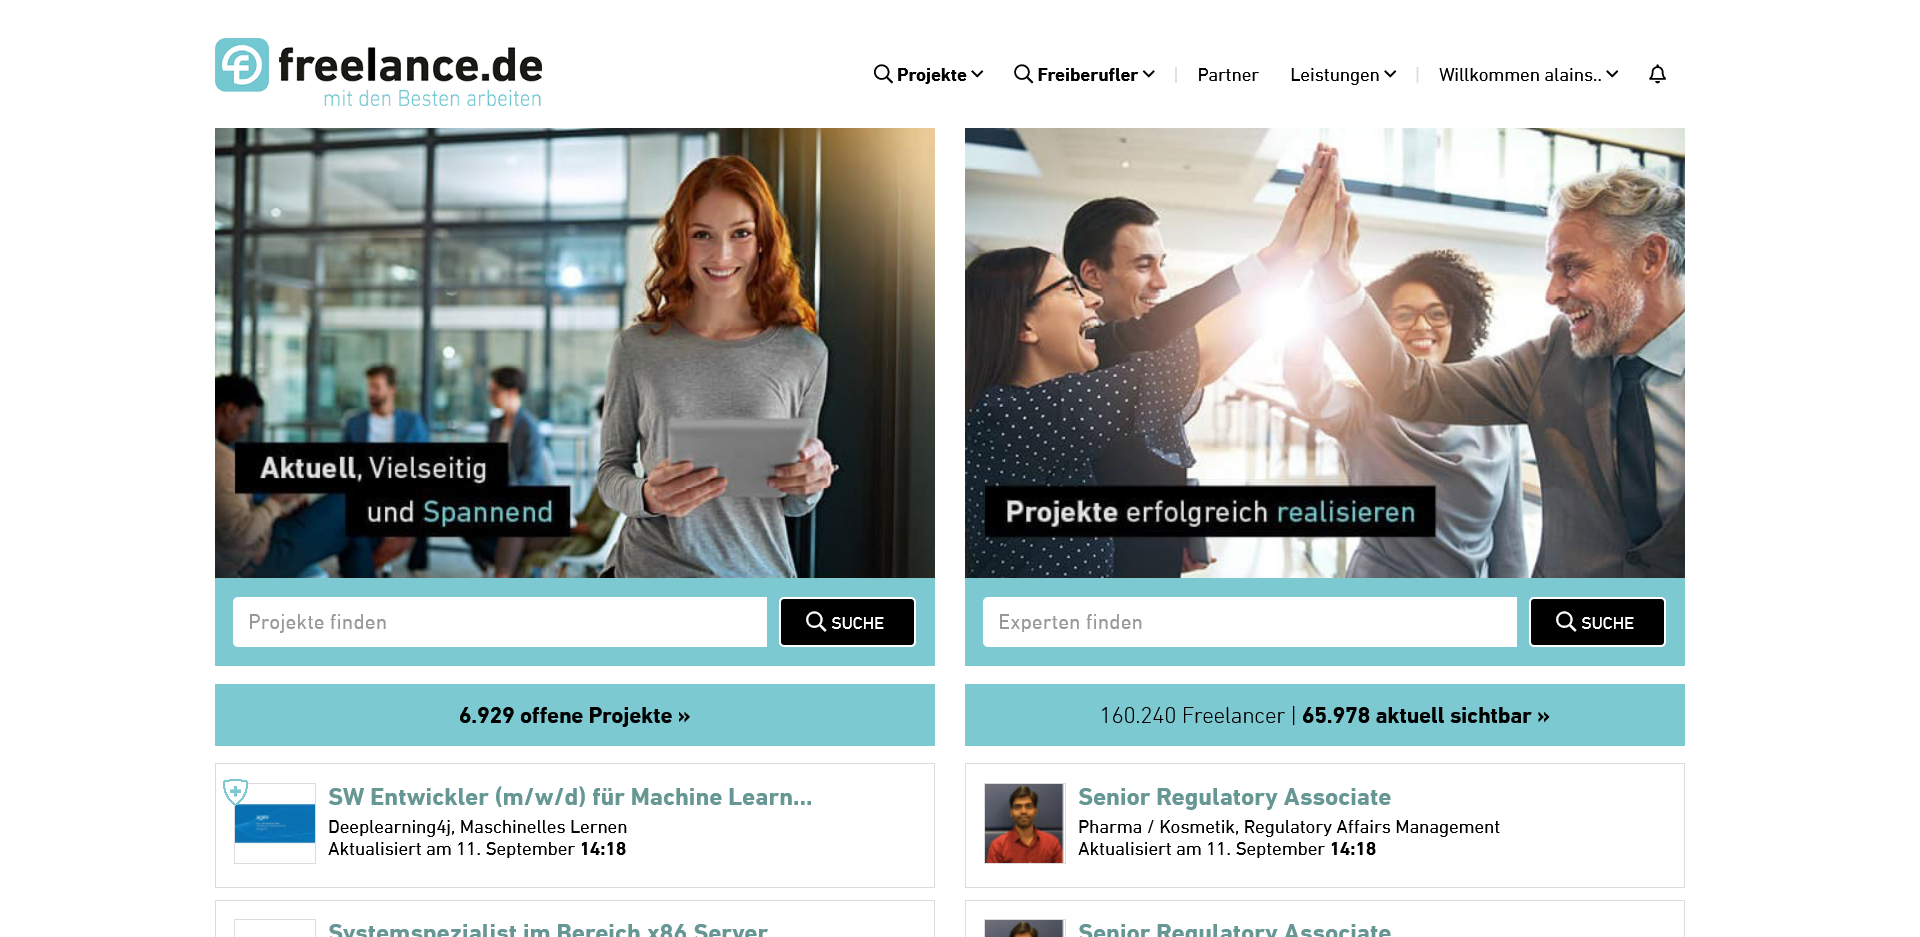 freelance.de
mit den Besten arbeiten
Projekte
Freiberufler
Partner
Leistungen
Willkommen alains..
Aktuell, Vielseitig
und Spannend
Projekte erfolgreich realisieren
Projekte finden
SUCHE
Experten finden
SUCHE
6.929 offene Projekte »
160.240 Freelancer | 65.978 aktuell sichtbar »
SW Entwickler (m/w/d) für Machine Learn...
Deeplearning4j, Maschinelles Lernen
Aktualisiert am 11. September 14:18
Senior Regulatory Associate
Pharma / Kosmetik, Regulatory Affairs Management
Aktualisiert am 11. September 14:18
Systemspezialist im Bereich x86 Server
Senior Regulatory Associate